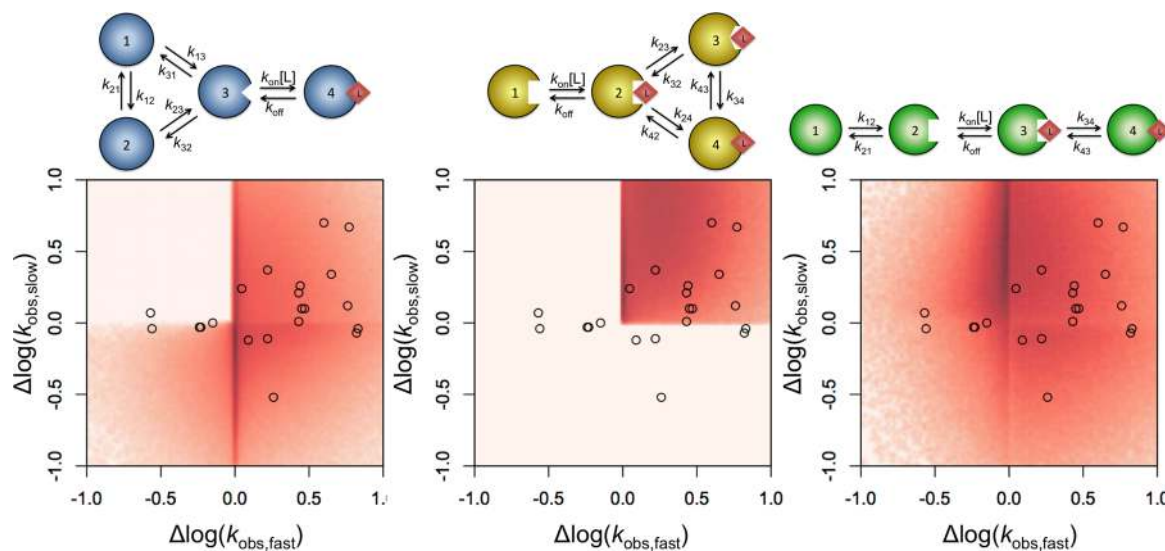 1
k13
k31
k21
k12
3
kon[L]
koff
4
L
k23
k32
2
1
kon[L]
koff
2
L
k23
k32
3
L
k43
k34
k24
k42
4
L
1
k12
k21
2
kon[L]
koff
3
L
k34
k43
4
L
Δlog(kobs,slow)
1.0
0.5
0.0
-0.5
-1.0
-1.0 -0.5 0.0 0.5 1.0
Δlog(kobs,fast)
Δlog(kobs,slow)
1.0
0.5
0.0
-0.5
-1.0
-1.0 -0.5 0.0 0.5 1.0
Δlog(kobs,fast)
Δlog(kobs,slow)
1.0
0.5
0.0
-0.5
-1.0
-1.0 -0.5 0.0 0.5 1.0
Δlog(kobs,fast)